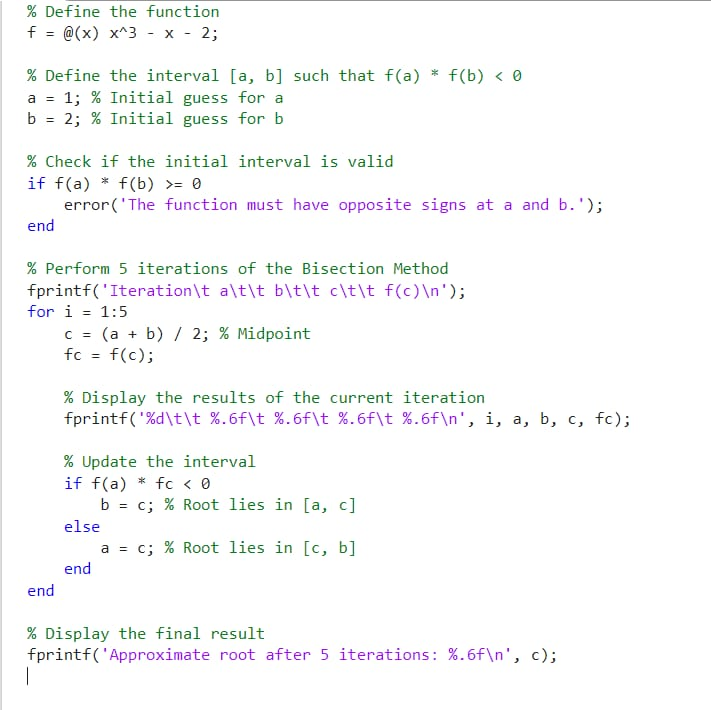 % Define the function
f = @(x) x^3 - x - 2;
% Define the interval [a, b] such that f(a) * f(b) < 0
a = 1; % Initial guess for a
b = 2; % Initial guess for b
% Check if the initial interval is valid
if f(a) * f(b) >= 0
    error('The function must have opposite signs at a and b.');
end
% Perform 5 iterations of the Bisection Method
fprintf('Iteration\t a\t\t b\t\t c\t\t f(c)\n');
for i = 1:5
    c = (a + b) / 2; % Midpoint
    fc = f(c);
    % Display the results of the current iteration
    fprintf('%d\t\t %.6f\t %.6f\t %.6f\t %.6f\n', i, a, b, c, fc);
    % Update the interval
    if f(a) * fc < 0
        b = c; % Root lies in [a, c]
    else
        a = c; % Root lies in [c, b]
    end
end
% Display the final result
fprintf('Approximate root after 5 iterations: %.6f\n', c);